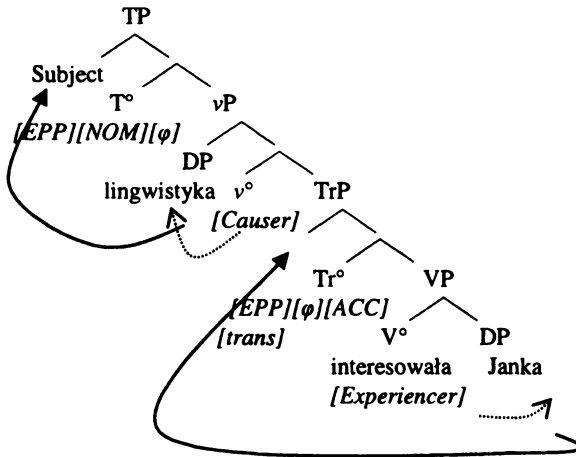 TP
Subject
T° vP
[EPP][NOM][φ]
DP
lingwistyka v° TrP
[Causer]
Tr° VP
[EPP][φ][ACC]
[trans] V° DP
interesowała Janka
[Experiencer]